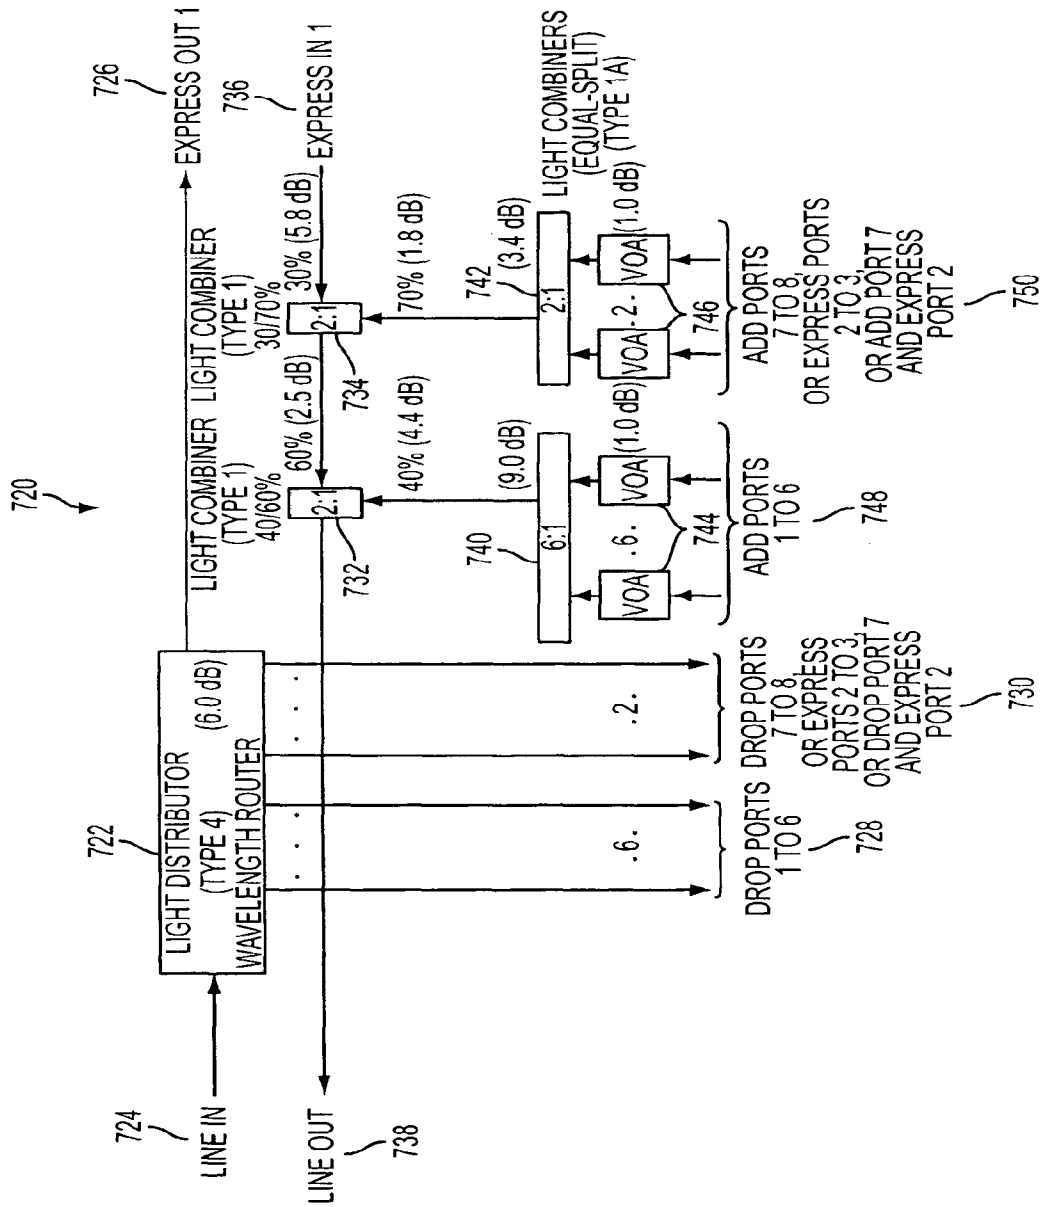 720
726
EXPRESS OUT 1
736
EXPRESS IN 1
LIGHT COMBINER
(TYPE 1)
30/70%
LIGHT COMBINER
(TYPE 1)
40/60%
30% (5.8 dB)
2:1
734
70% (1.8 dB)
60% (2.5 dB)
2:1
732
40% (4.4 dB)
LIGHT COMBINERS
(EQUAL-SPLIT)
(TYPE 1A)
742
(3.4 dB)
2:1
VOA
.2.
VOA
(1.0 dB)
746
ADD PORTS
7 TO 8,
OR EXPRESS PORTS
2 TO 3,
OR ADD PORT 7
AND EXPRESS
PORT 2
750
740
(9.0 dB)
6:1
VOA
.6.
VOA
(1.0 dB)
744
ADD PORTS
1 TO 6
748
722
LIGHT DISTRIBUTOR
(TYPE 4)
(6.0 dB)
WAVELENGTH ROUTER
724
LINE IN
LINE OUT
738
.6.
DROP PORTS
1 TO 6
728
.2.
DROP PORTS
7 TO 8,
OR EXPRESS
PORTS 2 TO 3,
OR DROP PORT 7
AND EXPRESS
PORT 2
730